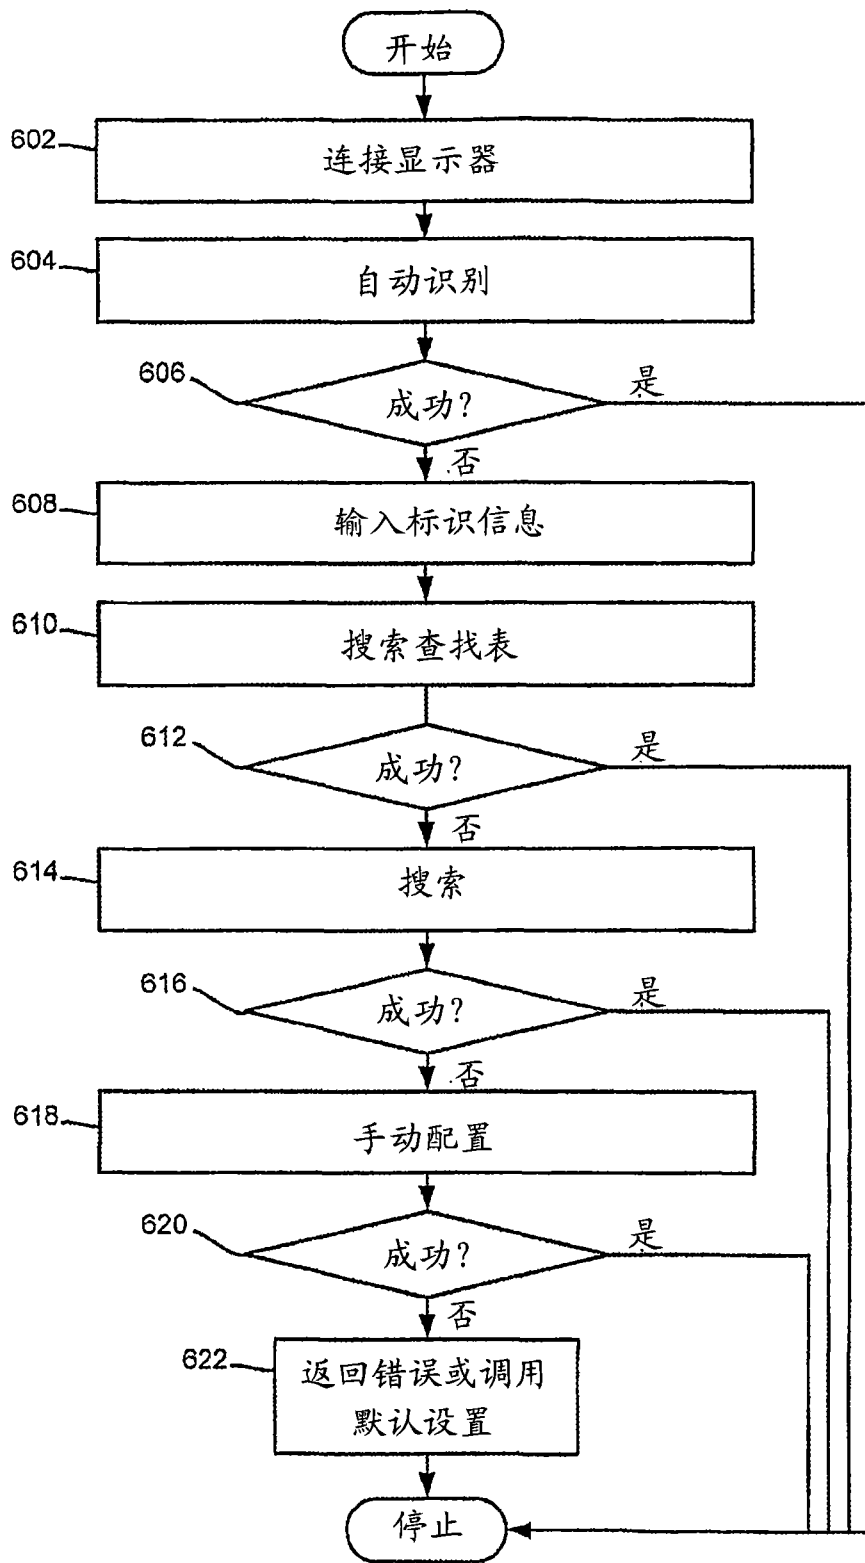 开始
602
连接显示器
604
自动识别
606
成功?
是
否
608
输入标识信息
610
搜索查找表
612
成功?
是
否
614
搜索
616
成功?
是
否
618
手动配置
620
成功?
是
否
622
返回错误或调用
默认设置
停止